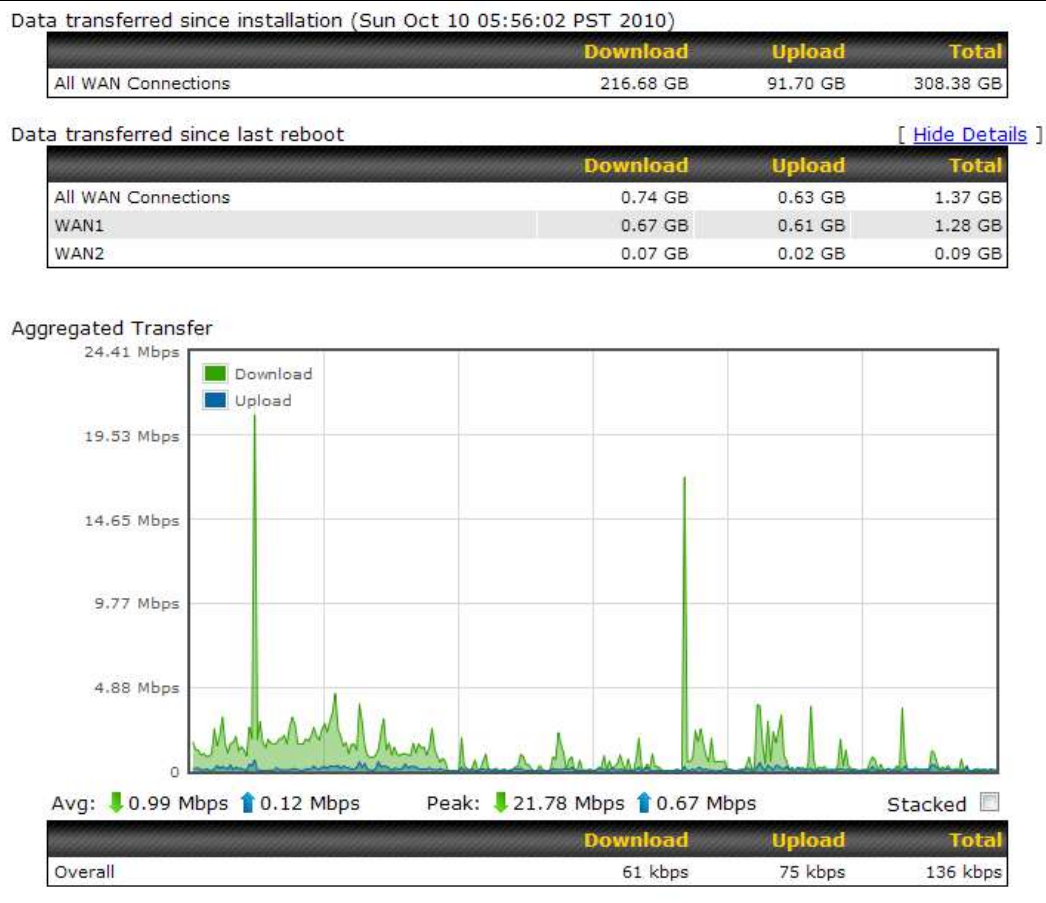 Data transferred since installation (Sun Oct 10 05:56:02 PST 2010)
Download Upload Total
All WAN Connections 216.68 GB 91.70 GB 308.38 GB
Data transferred since last reboot [ Hide Details ]
Download Upload Total
All WAN Connections 0.74 GB 0.63 GB 1.37 GB
WAN1 0.67 GB 0.61 GB 1.28 GB
WAN2 0.07 GB 0.02 GB 0.09 GB
Aggregated Transfer
24.41 Mbps
Download
Upload
19.53 Mbps
14.65 Mbps
9.77 Mbps
4.88 Mbps
0
Avg: 0.99 Mbps 0.12 Mbps Peak: 21.78 Mbps 0.67 Mbps Stacked
Download Upload Total
Overall 61 kbps 75 kbps 136 kbps